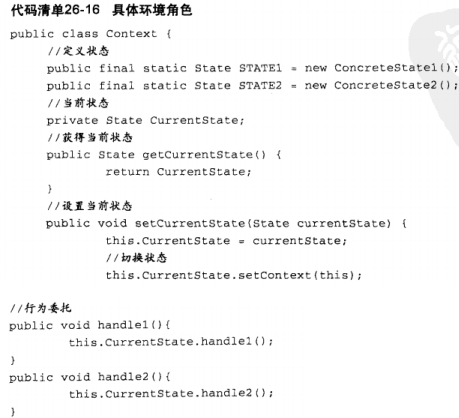 代码清单26-16 具体环境角色
public class Context {
//定义状态
public final static State STATE1 = new ConcreteState1();
public final static State STATE2 = new ConcreteState2();
//当前状态
private State CurrentState;
//获得当前状态
public State getCurrentState() {
return CurrentState;
}
//设置当前状态
public void setCurrentState(State currentState) {
this.CurrentState = currentState;
//切换状态
this.CurrentState.setContext(this);
//行为委托
public void handle1(){
this.CurrentState.handle1();
}
public void handle2(){
this.CurrentState.handle2();
}